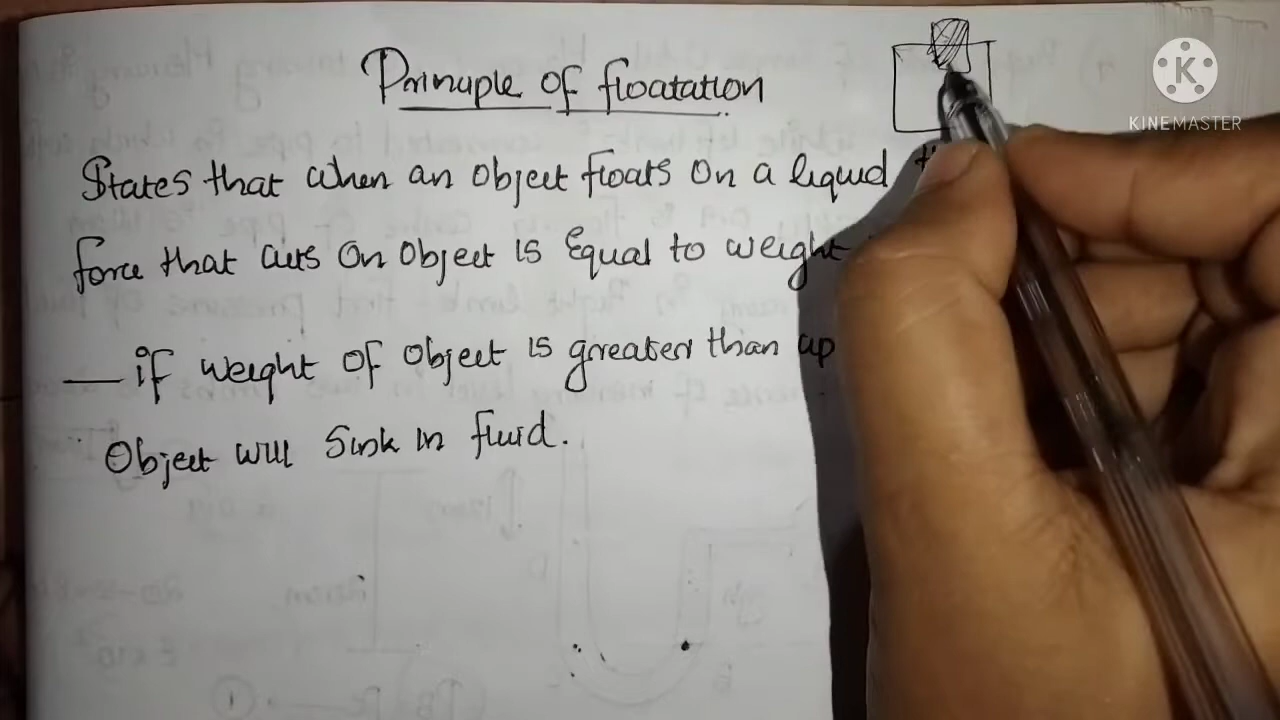 Principle of floatation
States that when an object floats on a liquid
force that acts on object is Equal to weight
— if weight of object is greater than up
Object will sink in fluid.
K
KINEMASTER